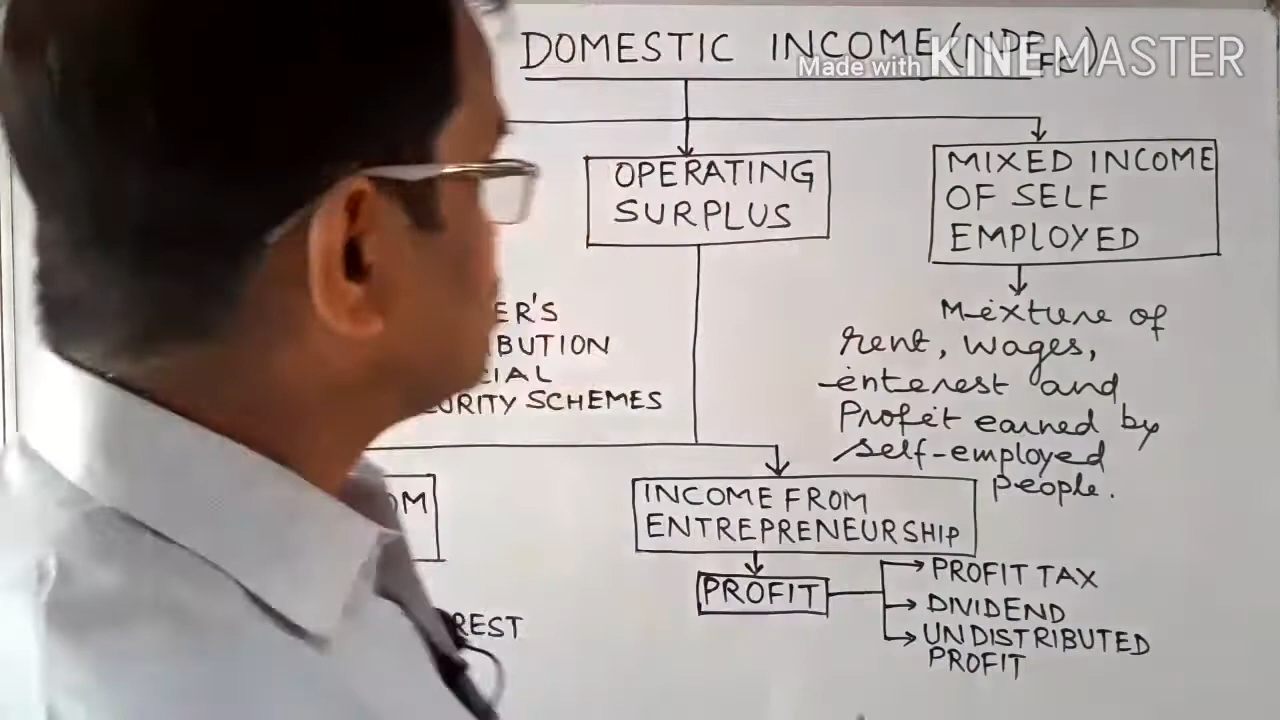 DOMESTIC INCOME (NDPFC)
Made with KINEMASTER
OPERATING
SURPLUS
MIXED INCOME
OF SELF
EMPLOYED
Mixture of
rent, wages,
interest and
Profit earned by
self-employed
people.
ER'S
BUTION
CIAL
CURITY SCHEMES
OM
INCOME FROM
ENTREPRENEURSHIP
PROFIT
PROFIT TAX
DIVIDEND
UNDISTRIBUTED
PROFIT
REST